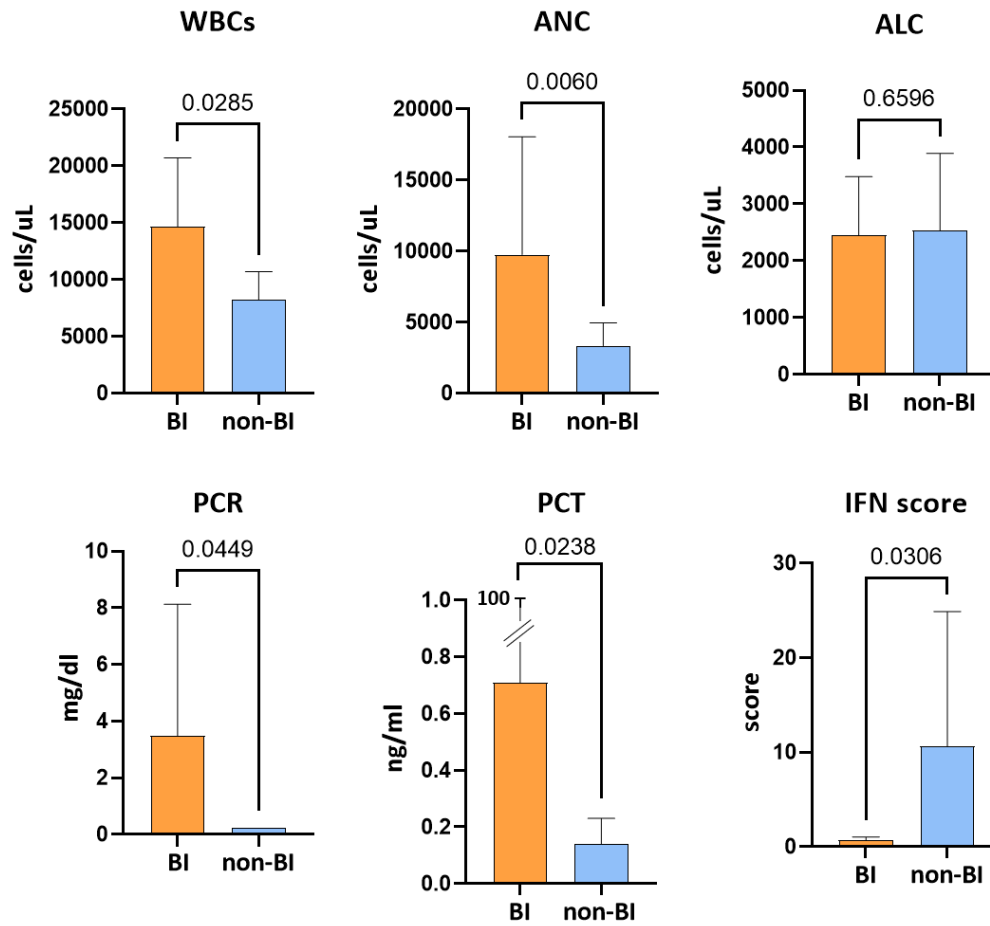 WBCs
0.0285
25000
20000
15000
10000
5000
0
cells/uL
BI non-BI
ANC
0.0060
20000
15000
10000
5000
0
cells/uL
BI non-BI
ALC
0.6596
5000
4000
3000
2000
1000
0
cells/uL
BI non-BI
PCR
0.0449
10
8
6
4
2
0
mg/dl
BI non-BI
PCT
0.0238
100
1.0
0.8
0.6
0.4
0.2
0.0
ng/ml
BI non-BI
IFN score
0.0306
30
20
10
0
score
BI non-BI